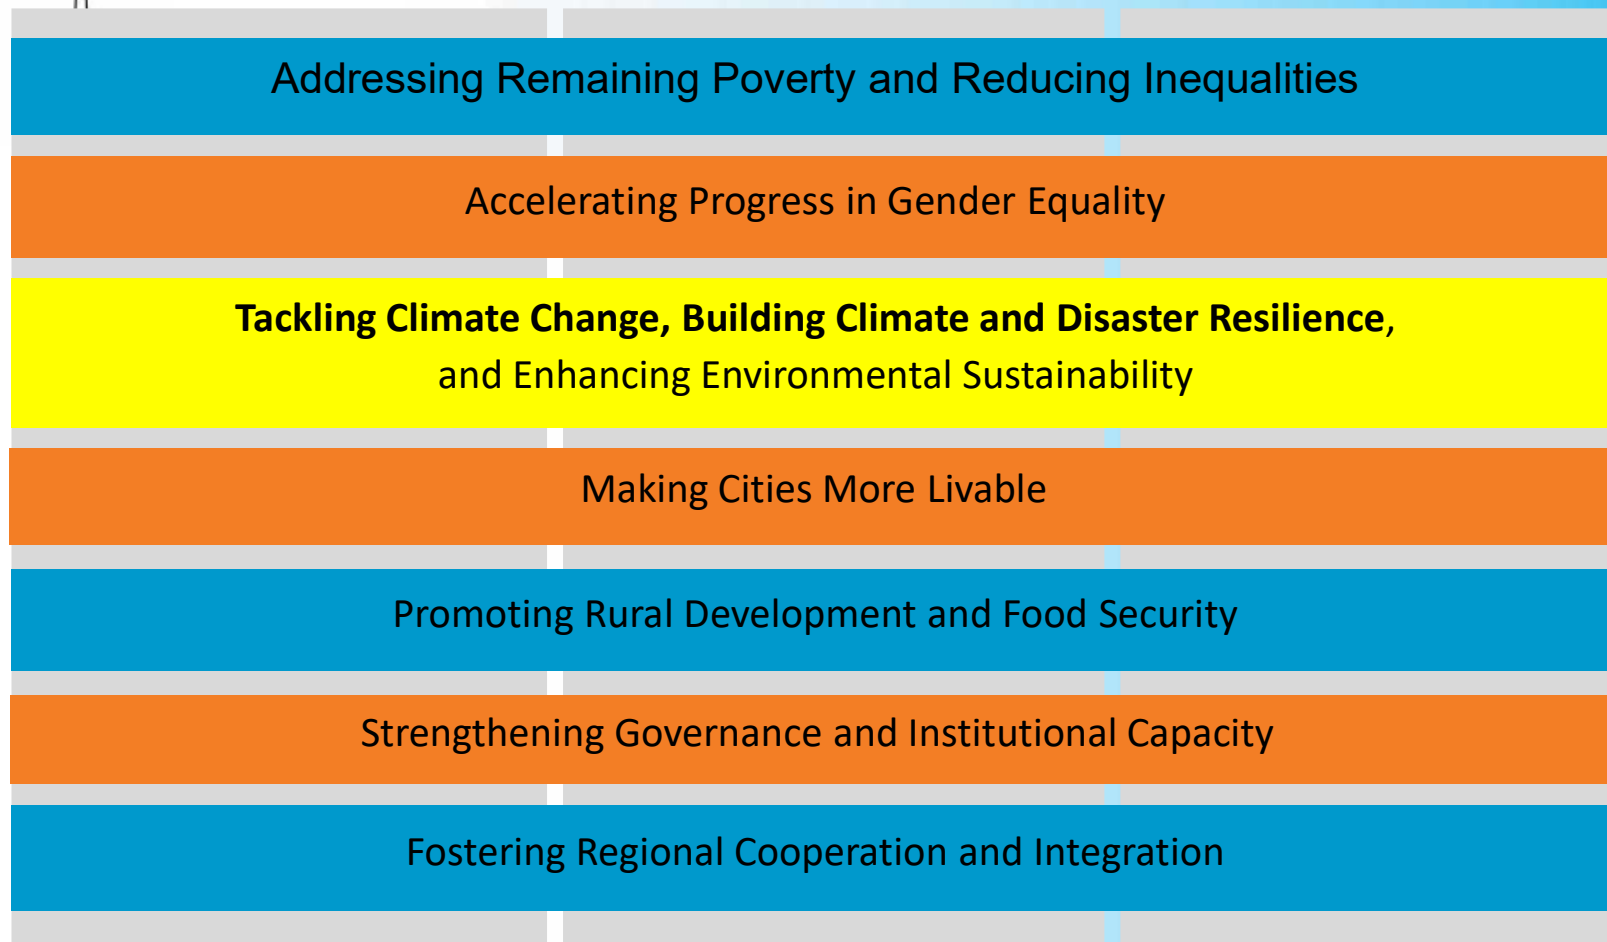 Addressing Remaining Poverty and Reducing Inequalities
Accelerating Progress in Gender Equality
Tackling Climate Change, Building Climate and Disaster Resilience,
and Enhancing Environmental Sustainability
Making Cities More Livable
Promoting Rural Development and Food Security
Strengthening Governance and Institutional Capacity
Fostering Regional Cooperation and Integration